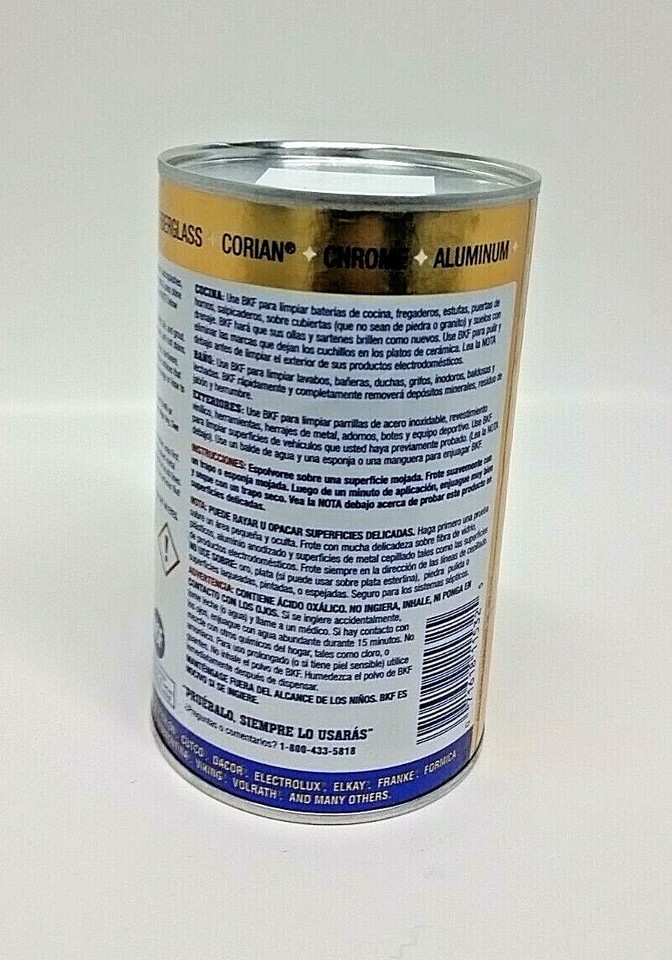 BERGLASS CORIAN® CHROME ALUMINUM
COCINA: Use BKF para limpiar baterías de cocina, fregaderos, estufas, puertas de
hornos, salpicaderos, sobre cubiertas (que no sean de piedra o granito) y suelos con
drenaje. BKF hará que sus ollas y sartenes brillen como nuevos. Use BKF para pulir y
eliminar las marcas que dejan los cuchillos en los platos de cerámica. Lea la NOTA
debajo antes de limpiar el exterior de sus productos electrodomésticos.
BAÑO: Use BKF para limpiar lavabos, bañeras, duchas, grifos, inodoros, baldosas y
lechadas. BKF rápidamente y completamente removerá depósitos minerales, residuo de
jabón y herrumbre.
EXTERIORES: Use BKF para limpiar parrillas de acero inoxidable, revestimiento
vinílico, herramientas, herrajes de metal, adornos, botes y equipo deportivo. Use BKF
para limpiar superficies de vehículos que usted haya previamente probado. (Lea la NOTA
debajo). Use un balde de agua y una esponja o una manguera para enjuagar BKF.
INSTRUCCIONES: Espolvoree sobre una superficie mojada. Frote suavemente con
un trapo o esponja mojada. Luego de un minuto de aplicación, enjuague muy bien
y seque con un trapo seco. Vea la NOTA debajo acerca de probar este producto en
superficies delicadas.
NOTA: PUEDE RAYAR U OPACAR SUPERFICIES DELICADAS. Haga primero una prueba
sobre un área pequeña y oculta. Frote con mucha delicadeza sobre fibra de vidrio,
plásticos, aluminio anodizado y superficies de metal cepillado tales como las superficies
de productos electrodomésticos. Frote siempre en la dirección de las líneas de cepillado.
NO USE SOBRE: oro, plata (sí puede usar sobre plata esterlina), piedra pulida o
superficies laqueadas, pintadas, o espejadas. Seguro para los sistemas sépticos.
ADVERTENCIA: CONTIENE ÁCIDO OXÁLICO. NO INGIERA, INHALE, NI PONGA EN
CONTACTO CON LOS OJOS. Si se ingiere accidentalmente,
tome leche (o agua) y llame a un médico. Si hay contacto con
los ojos, enjuague con agua abundante durante 15 minutos. No
mezcle con otros químicos del hogar, tales como cloro, o
amoníaco. Para uso prolongado (o si tiene piel sensible) utilice
guantes. No inhale el polvo de BKF. Humedezca el polvo de BKF
inmediatamente después de dispensar.
MANTÉNGASE FUERA DEL ALCANCE DE LOS NIÑOS. BKF ES
NOCIVO SI SE INGIERE.
"PRUÉBALO, SIEMPRE LO USARÁS"
¿Preguntas o comentarios? 1-800-433-5818
CUTCO DACOR ELECTROLUX ELKAY FRANKE FORMICA
VIKING VOLRATH AND MANY OTHERS.